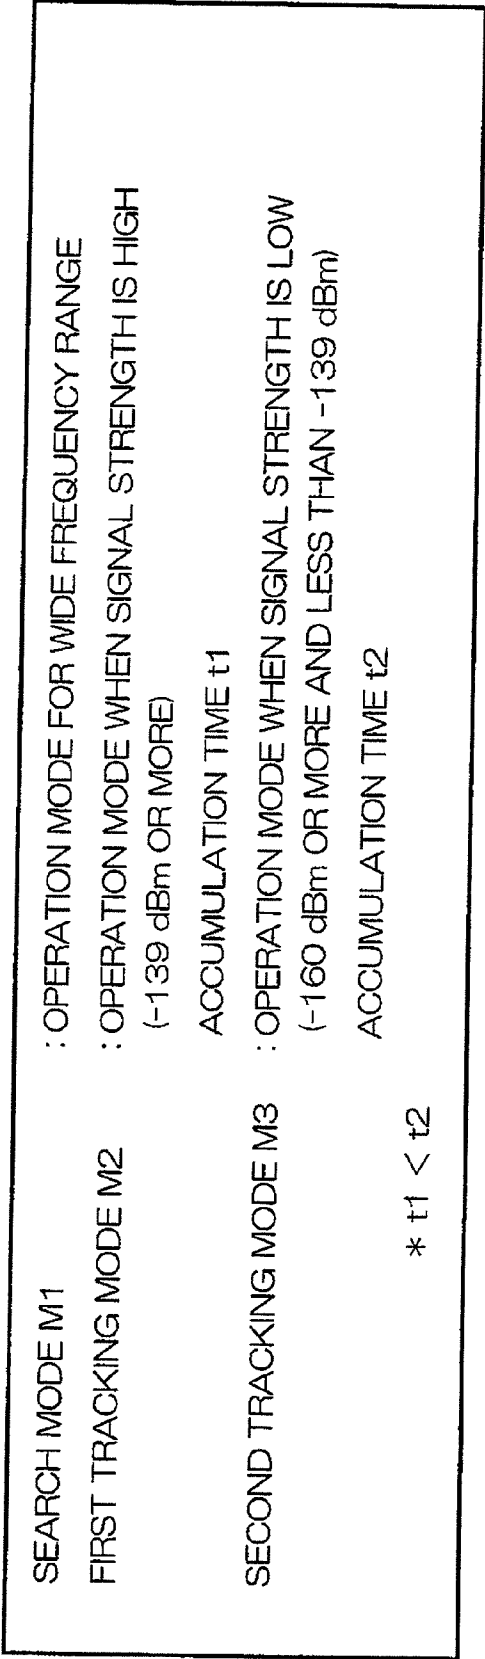 SEARCH MODE M1 : OPERATION MODE FOR WIDE FREQUENCY RANGE
FIRST TRACKING MODE M2 : OPERATION MODE WHEN SIGNAL STRENGTH IS HIGH
(-139 dBm OR MORE)
ACCUMULATION TIME t1
SECOND TRACKING MODE M3 : OPERATION MODE WHEN SIGNAL STRENGTH IS LOW
(-160 dBm OR MORE AND LESS THAN -139 dBm)
ACCUMULATION TIME t2
* t1 < t2